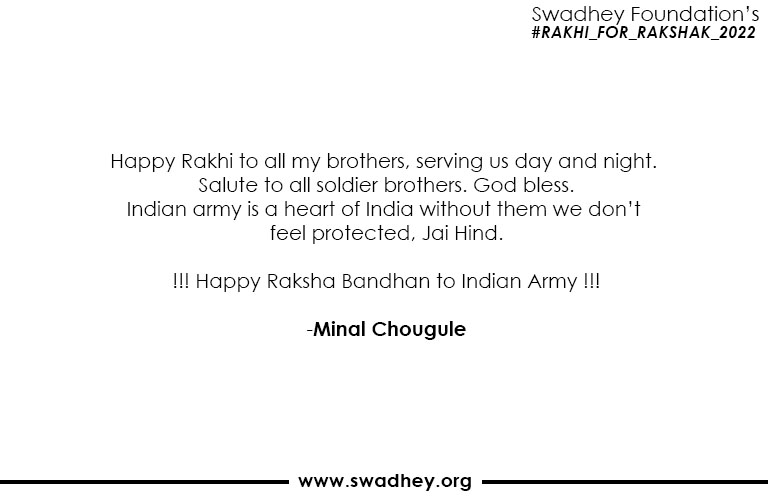 Swadhey Foundation’s
#RAKHI_FOR_RAKSHAK_2022
Happy Rakhi to all my brothers, serving us day and night.
Salute to all soldier brothers. God bless.
Indian army is a heart of India without them we don’t
feel protected, Jai Hind.
!!! Happy Raksha Bandhan to Indian Army !!!
-Minal Chougule
www.swadhey.org